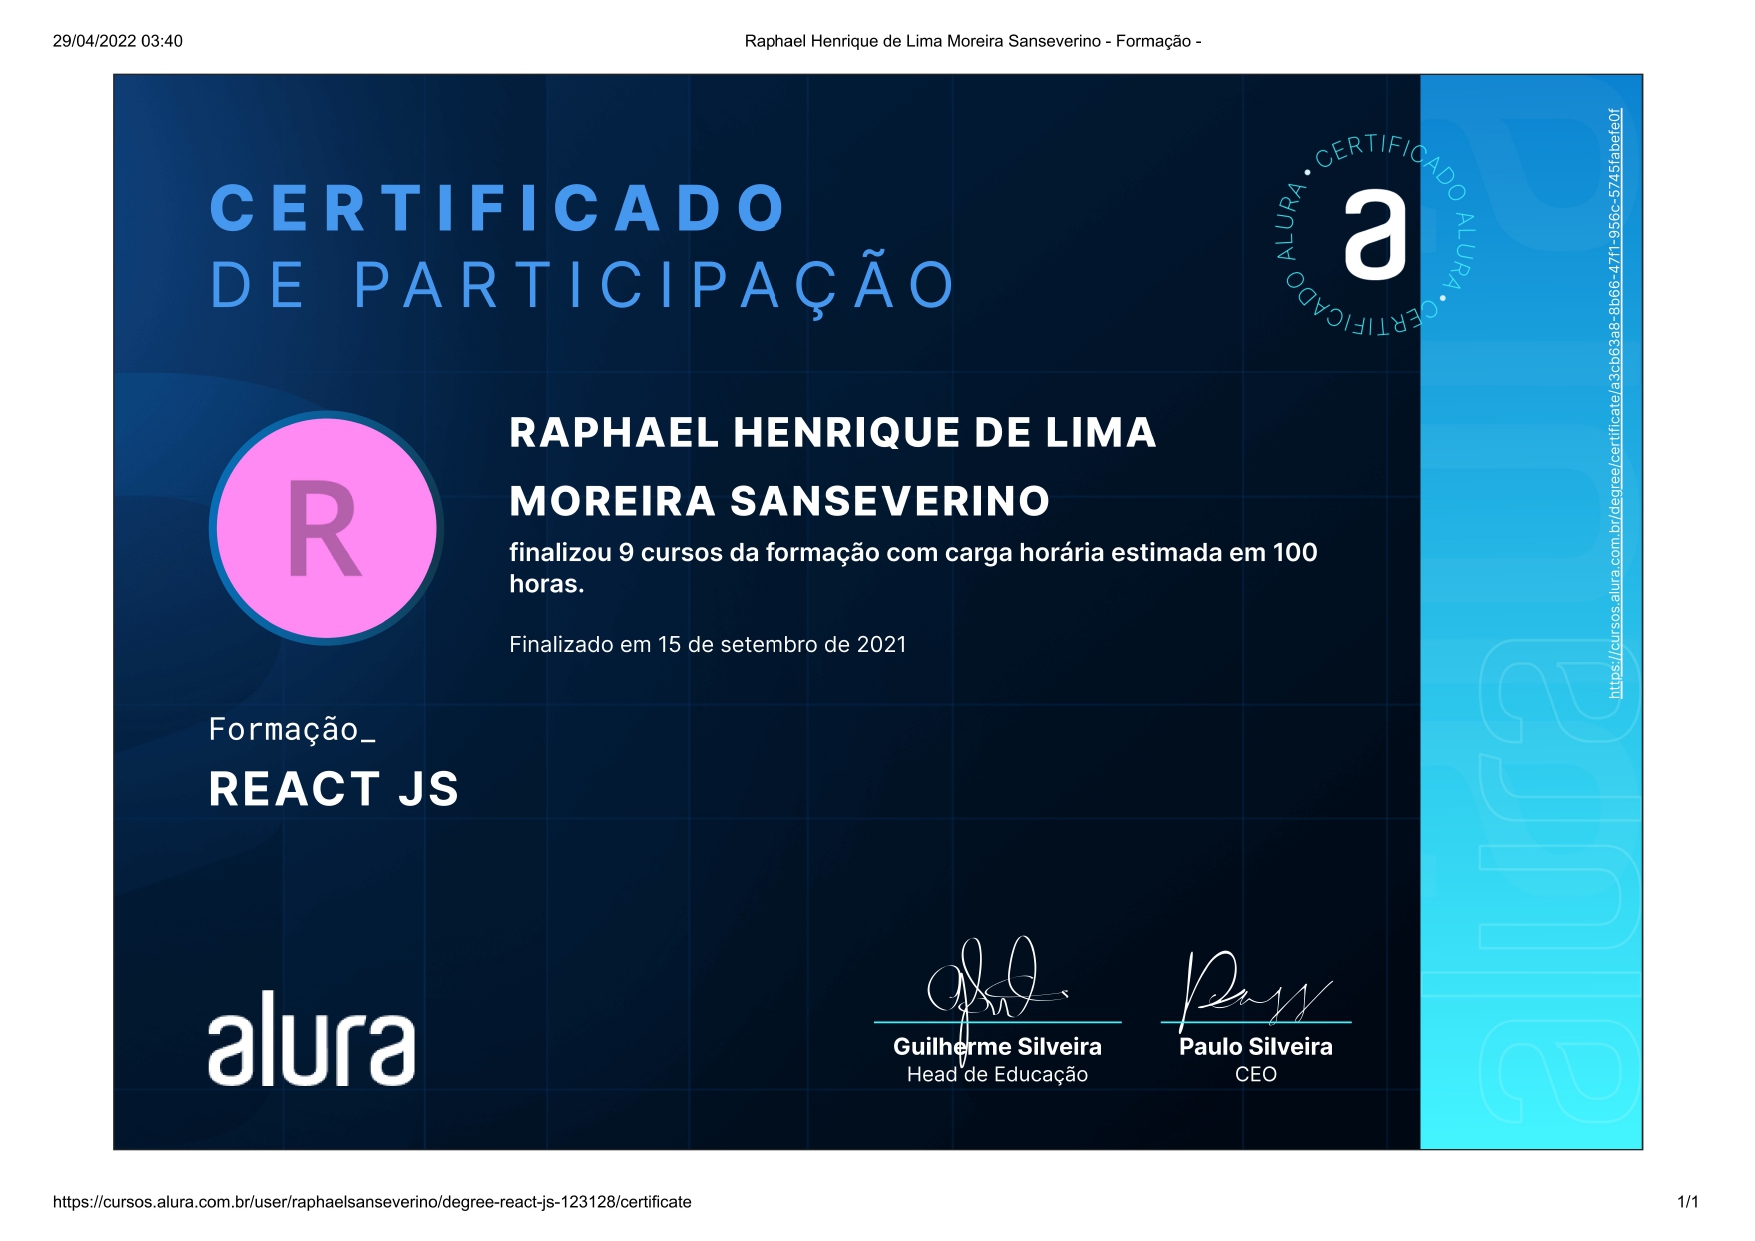 29/04/2022 03:40
Raphael Henrique de Lima Moreira Sanseverino - Formação -
CERTIFICADO
DE PARTICIPAÇÃO
CERTIFICADO ALURA • CERTIFICADO ALURA •
a
https://cursos.alura.com.br/degree/certificate/a3cb63a8-8b66-47f1-956c-5745fabefe0f
R
RAPHAEL HENRIQUE DE LIMA
MOREIRA SANSEVERINO
finalizou 9 cursos da formação com carga horária estimada em 100
horas.
Finalizado em 15 de setembro de 2021
Formação_
REACT JS
alura
Guilherme Silveira
Head de Educação
Paulo Silveira
CEO
alura
https://cursos.alura.com.br/user/raphaelsanseverino/degree-react-js-123128/certificate
1/1